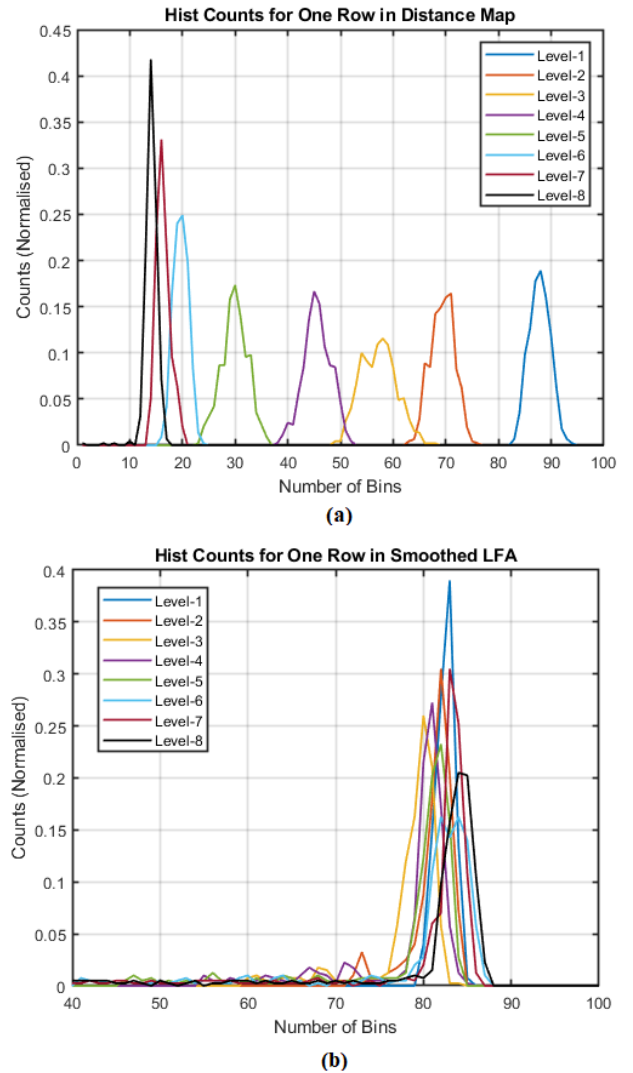 Hist Counts for One Row in Distance Map
Counts (Normalised)
0.45
0.4
0.35
0.3
0.25
0.2
0.15
0.1
0.05
0
Level-1
Level-2
Level-3
Level-4
Level-5
Level-6
Level-7
Level-8
0 10 20 30 40 50 60 70 80 90 100
Number of Bins
(a)
Hist Counts for One Row in Smoothed LFA
Counts (Normalised)
0.4
0.35
0.3
0.25
0.2
0.15
0.1
0.05
0
Level-1
Level-2
Level-3
Level-4
Level-5
Level-6
Level-7
Level-8
40 50 60 70 80 90 100
Number of Bins
(b)